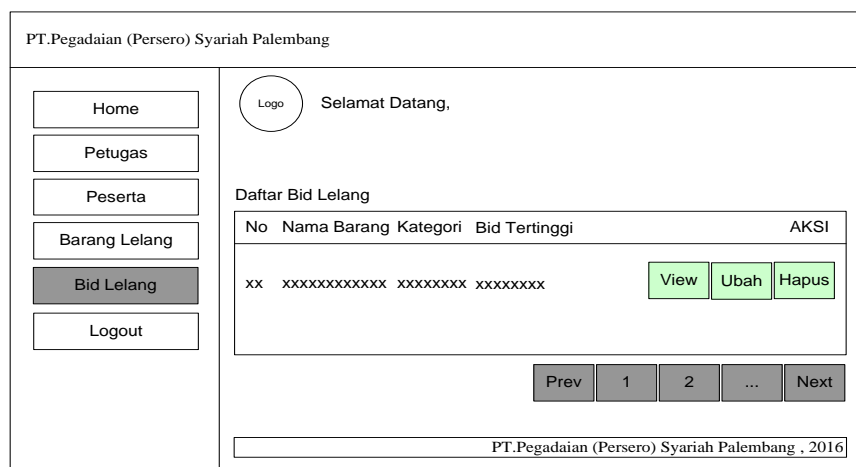 PT.Pegadaian (Persero) Syariah Palembang
Home
Petugas
Peserta
Barang Lelang
Bid Lelang
Logout
Logo
Selamat Datang,
Daftar Bid Lelang
No Nama Barang Kategori Bid Tertinggi AKSI
xx xxxxxxxxxxxx xxxxxxxx xxxxxxxx View Ubah Hapus
Prev 1 2 ... Next
PT.Pegadaian (Persero) Syariah Palembang , 2016